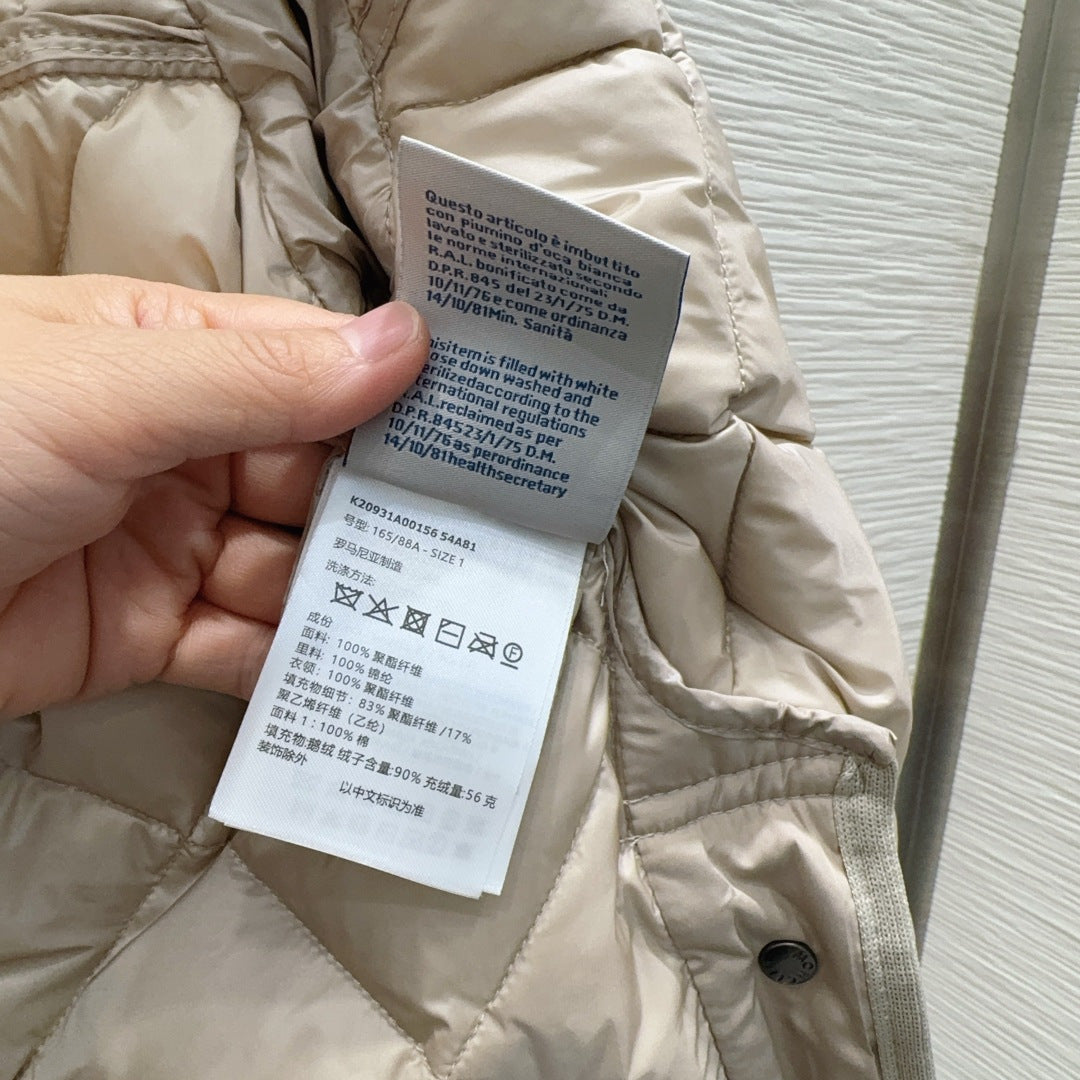 Questo articolo è imbottito
con piumino d'oca bianca
lavato e sterilizzato secondo
le norme internazionali:
R.A.L. bonificato come da
D.P.R.845 del 23/1/75 D.M.
10/11/76 e come ordinanza
14/10/81Min. Sanità
isitem is filled with white
ose down washed and
erilizedaccording to the
ternational regulations
.A.L.reclaimed as per
D.P.R.84523/1/75 D.M.
10/11/76 as perordinance
14/10/81healthsecretary
K20931A00156 54A81
号型: 165/88A - SIZE 1
罗马尼亚制造
洗涤方法:
F
成份
面料: 100% 聚酯纤维
里料: 100% 锦纶
衣领: 100% 聚酯纤维
填充物细节: 83% 聚酯纤维 /17%
聚乙烯纤维（乙纶）
面料 1：100% 棉
填充物:鹅绒 绒子含量:90% 充绒量:56 克
装饰除外
以中文标识为准